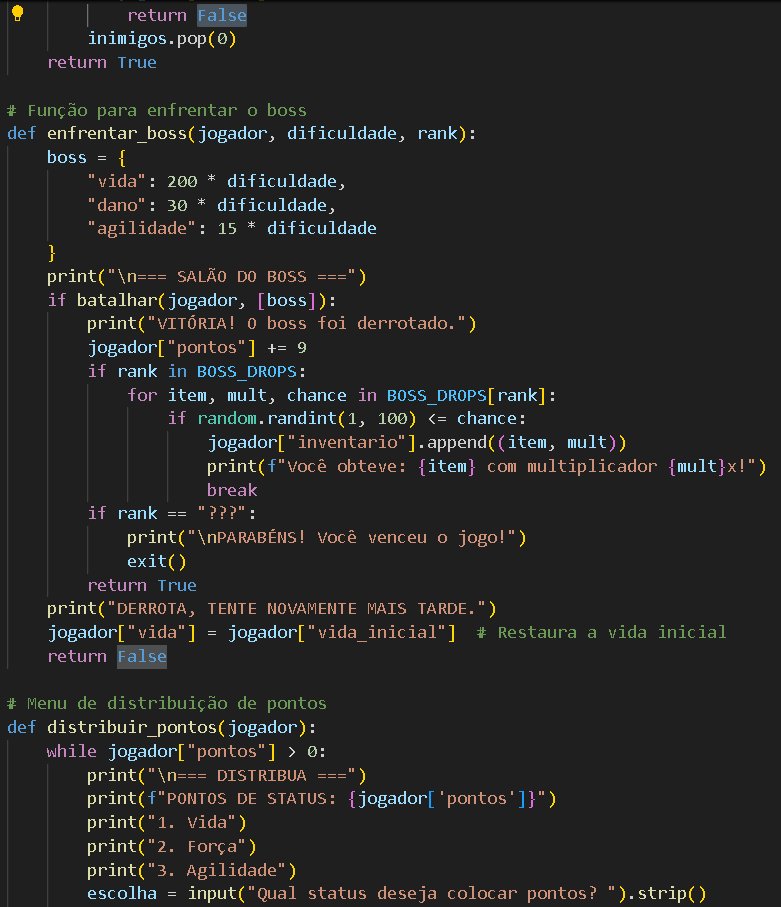 return False
inimigos.pop(0)
return True
# Função para enfrentar o boss
def enfrentar_boss(jogador, dificuldade, rank):
boss = {
"vida": 200 * dificuldade,
"dano": 30 * dificuldade,
"agilidade": 15 * dificuldade
}
print("\n=== SALÃO DO BOSS ===")
if batalhar(jogador, [boss]):
print("VITÓRIA! O boss foi derrotado.")
jogador["pontos"] += 9
if rank in BOSS_DROPS:
for item, mult, chance in BOSS_DROPS[rank]:
if random.randint(1, 100) <= chance:
jogador["inventario"].append((item, mult))
print(f"Você obteve: {item} com multiplicador {mult}x!")
break
if rank == "???":
print("\nPARABÉNS! Você venceu o jogo!")
exit()
return True
print("DERROTA, TENTE NOVAMENTE MAIS TARDE.")
jogador["vida"] = jogador["vida_inicial"]  # Restaura a vida inicial
return False
# Menu de distribuição de pontos
def distribuir_pontos(jogador):
while jogador["pontos"] > 0:
print("\n=== DISTRIBUA ===")
print(f"PONTOS DE STATUS: {jogador['pontos']}")
print("1. Vida")
print("2. Força")
print("3. Agilidade")
escolha = input("Qual status deseja colocar pontos? ").strip()